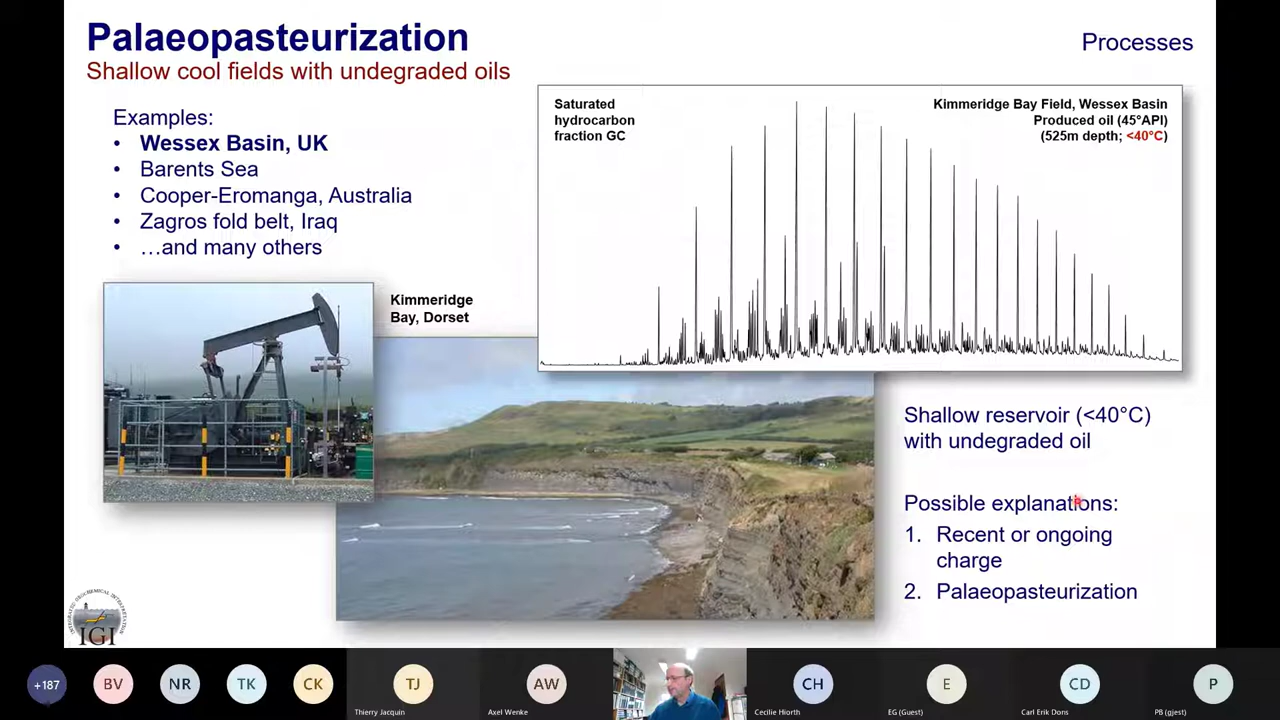 Palaeopasteurization
Processes
Shallow cool fields with undegraded oils
Examples:
• Wessex Basin, UK
• Barents Sea
• Cooper-Eromanga, Australia
• Zagros fold belt, Iraq
• …and many others
Saturated
hydrocarbon
fraction GC
Kimmeridge Bay Field, Wessex Basin
Produced oil (45°API)
(525m depth; <40°C)
Kimmeridge
Bay, Dorset
Shallow reservoir (<40°C)
with undegraded oil
Possible explanations:
1. Recent or ongoing
charge
2. Palaeopasteurization
INTEGRATED GEOCHEMICAL INTERPRETATION
IGI
+187
BV
NR
TK
CK
TJ
Thierry Jacquin
AW
Axel Wenke
CH
Cecilie Hiorth
E
EG (Guest)
CD
Carl Erik Dons
P
PB (gjest)